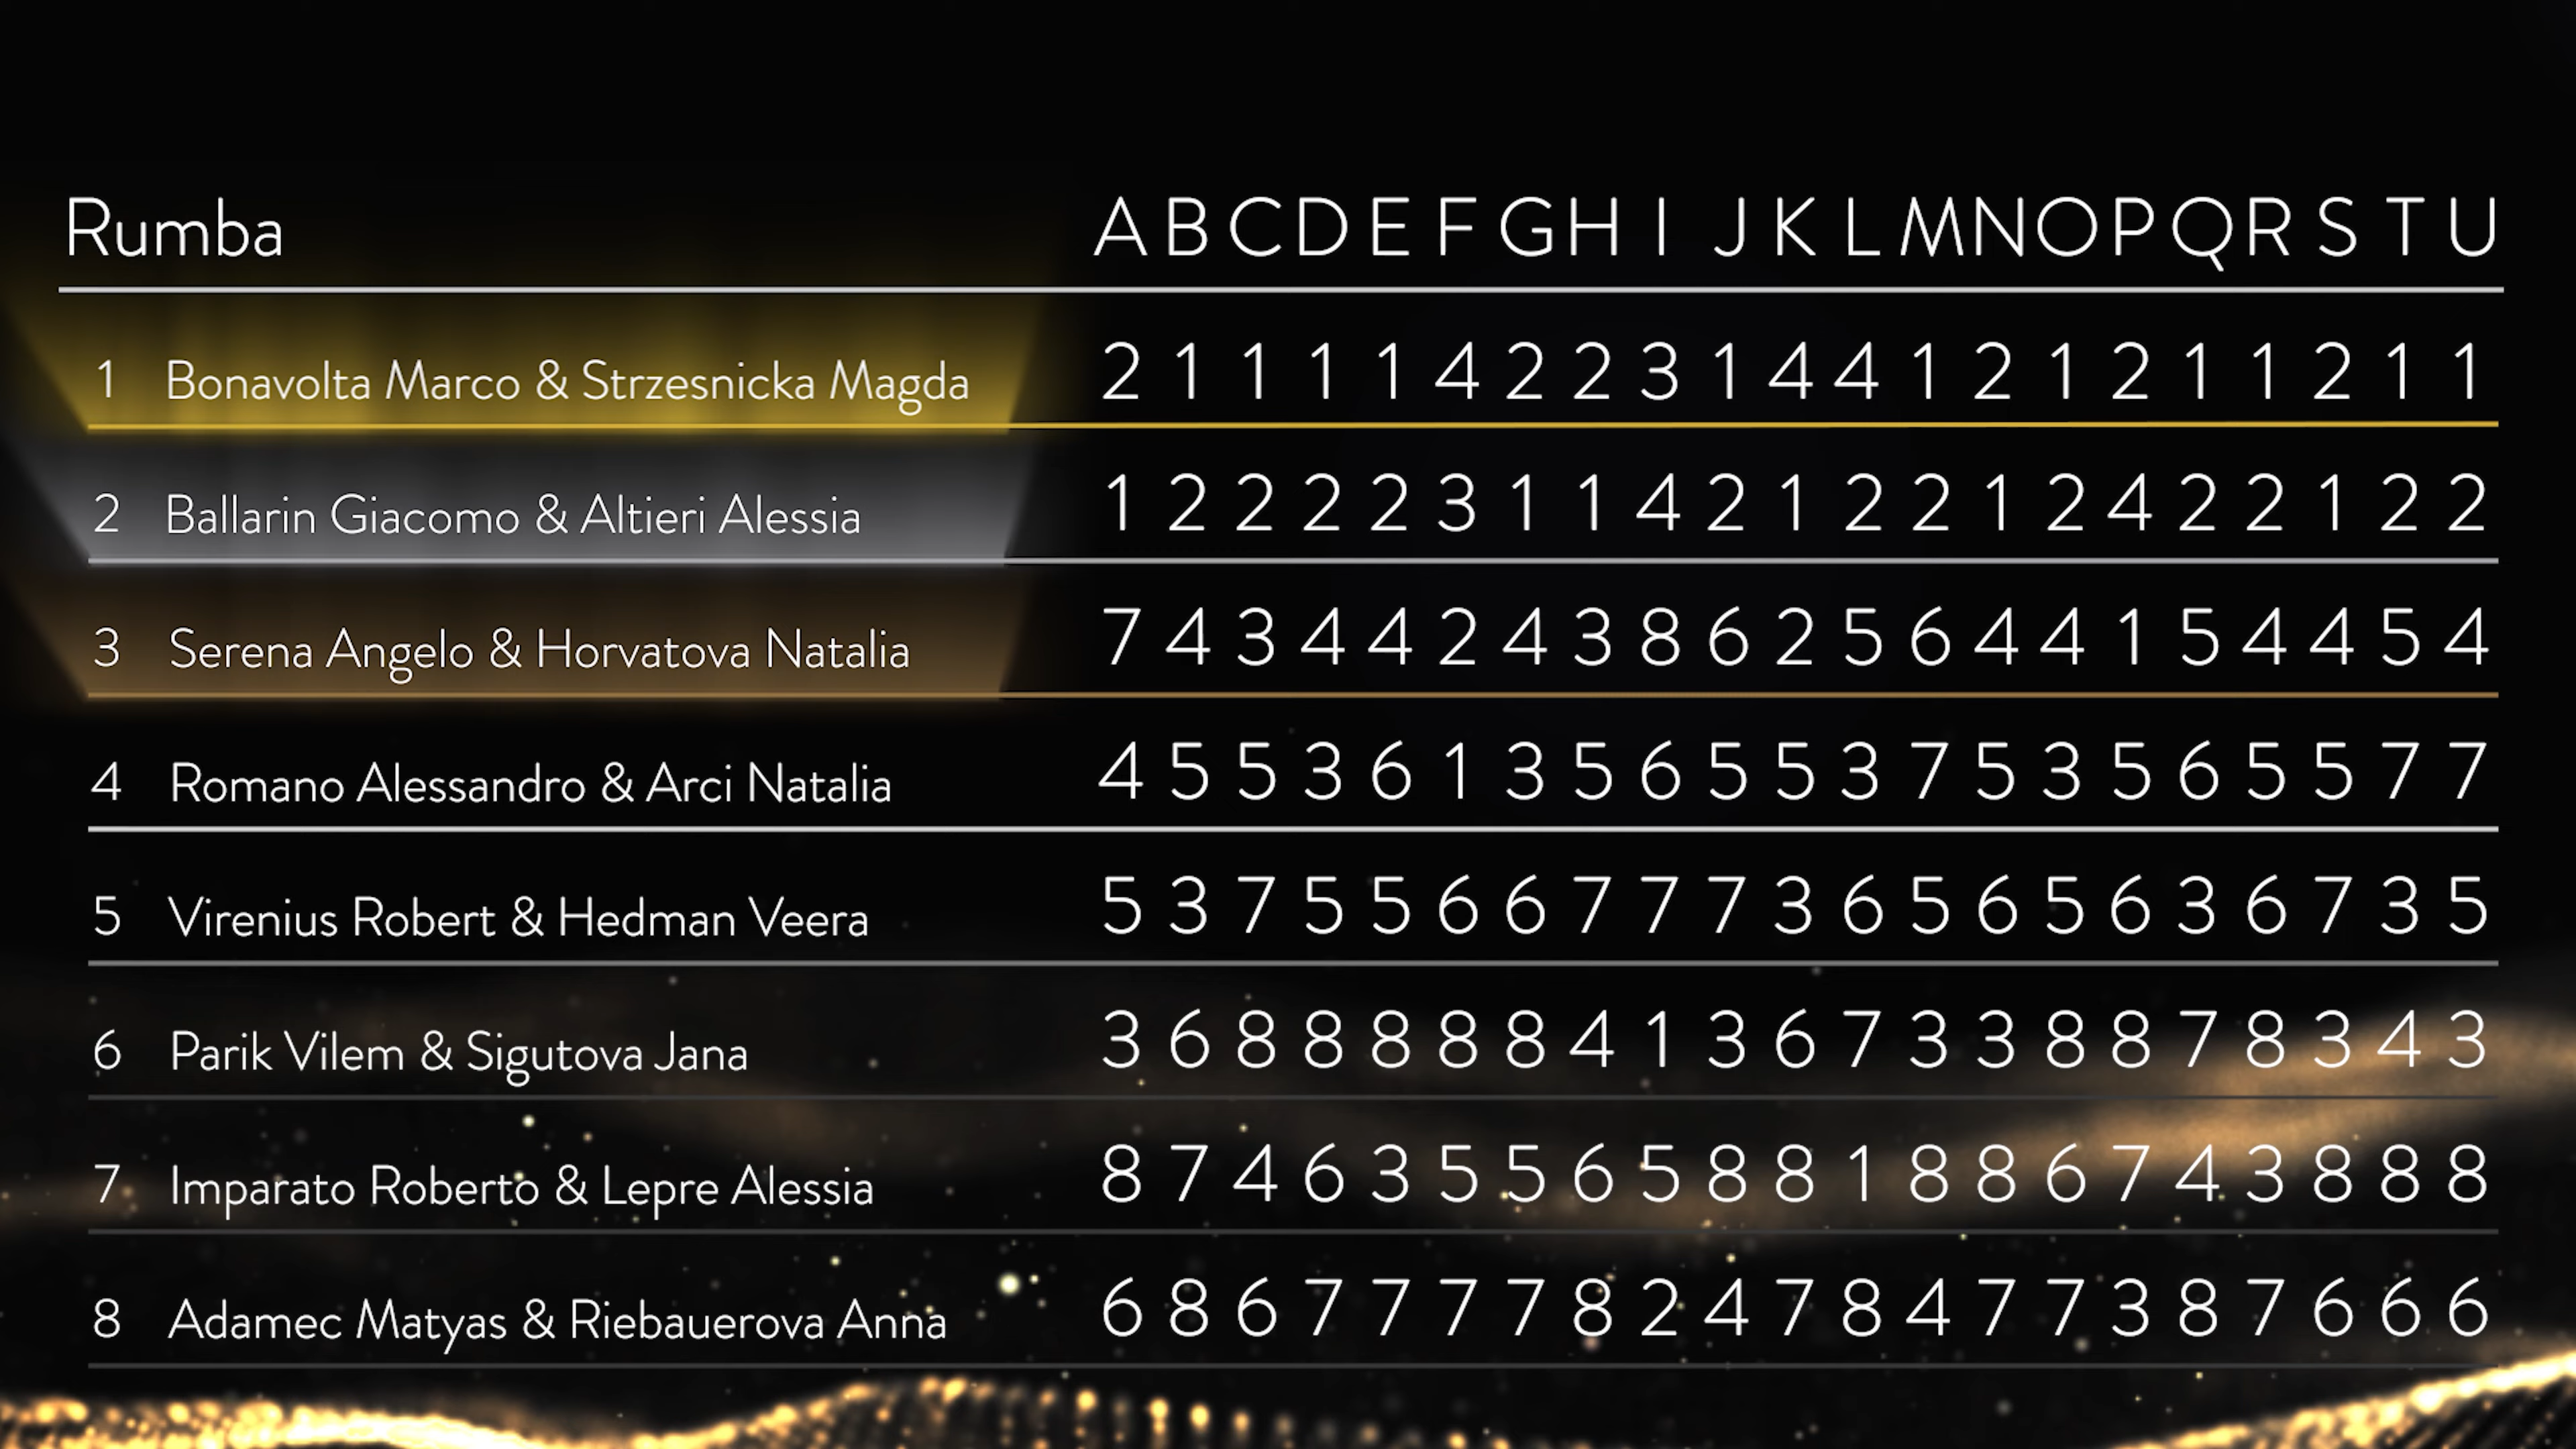 Rumba A B C D E F G H I J K L M N O P Q R S T U
1 Bonavolta Marco & Strzesnicka Magda 2 1 1 1 1 4 2 2 3 1 4 4 1 2 1 2 1 1 2 1 1
2 Ballarin Giacomo & Altieri Alessia 1 2 2 2 2 3 1 1 4 2 1 2 2 1 2 4 2 2 1 2 2
3 Serena Angelo & Horvatova Natalia 7 4 3 4 4 2 4 3 8 6 2 5 6 4 4 1 5 4 4 5 4
4 Romano Alessandro & Arci Natalia 4 5 5 3 6 1 3 5 6 5 5 3 7 5 3 5 6 5 5 7 7
5 Virenius Robert & Hedman Veera 5 3 7 5 5 6 6 7 7 7 3 6 5 6 5 6 3 6 7 3 5
6 Parik Vilem & Sigutova Jana 3 6 8 8 8 8 8 4 1 3 6 7 3 3 8 8 7 8 3 4 3
7 Imparato Roberto & Lepre Alessia 8 7 4 6 3 5 5 6 5 8 8 1 8 8 6 7 4 3 8 8 8
8 Adamec Matyas & Riebauerova Anna 6 8 6 7 7 7 7 8 2 4 7 8 4 7 7 3 8 7 6 6 6